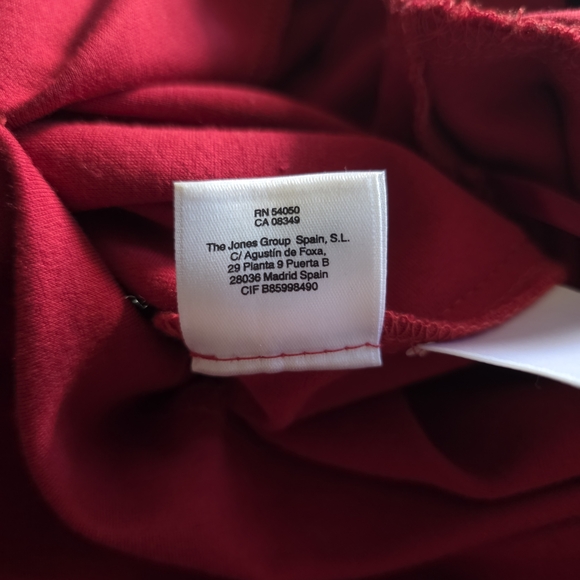 RN 54050
CA 08349
The Jones Group Spain, S.L.
C/ Agustín de Foxa,
29 Planta 9 Puerta B
28036 Madrid Spain
CIF B85998490